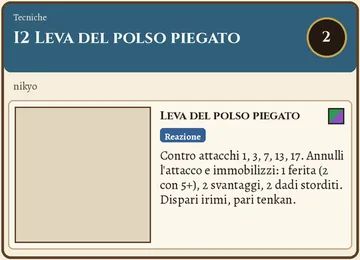 Tecniche
I2 Leva del polso piegato
2
nikyo
Leva del polso piegato
Reazione
Contro attacchi 1, 3, 7, 13, 17. Annulli
l'attacco e immobilizzi: 1 ferita (2
con 5+), 2 svantaggi, 2 dadi storditi.
Dispari irimi, pari tenkan.